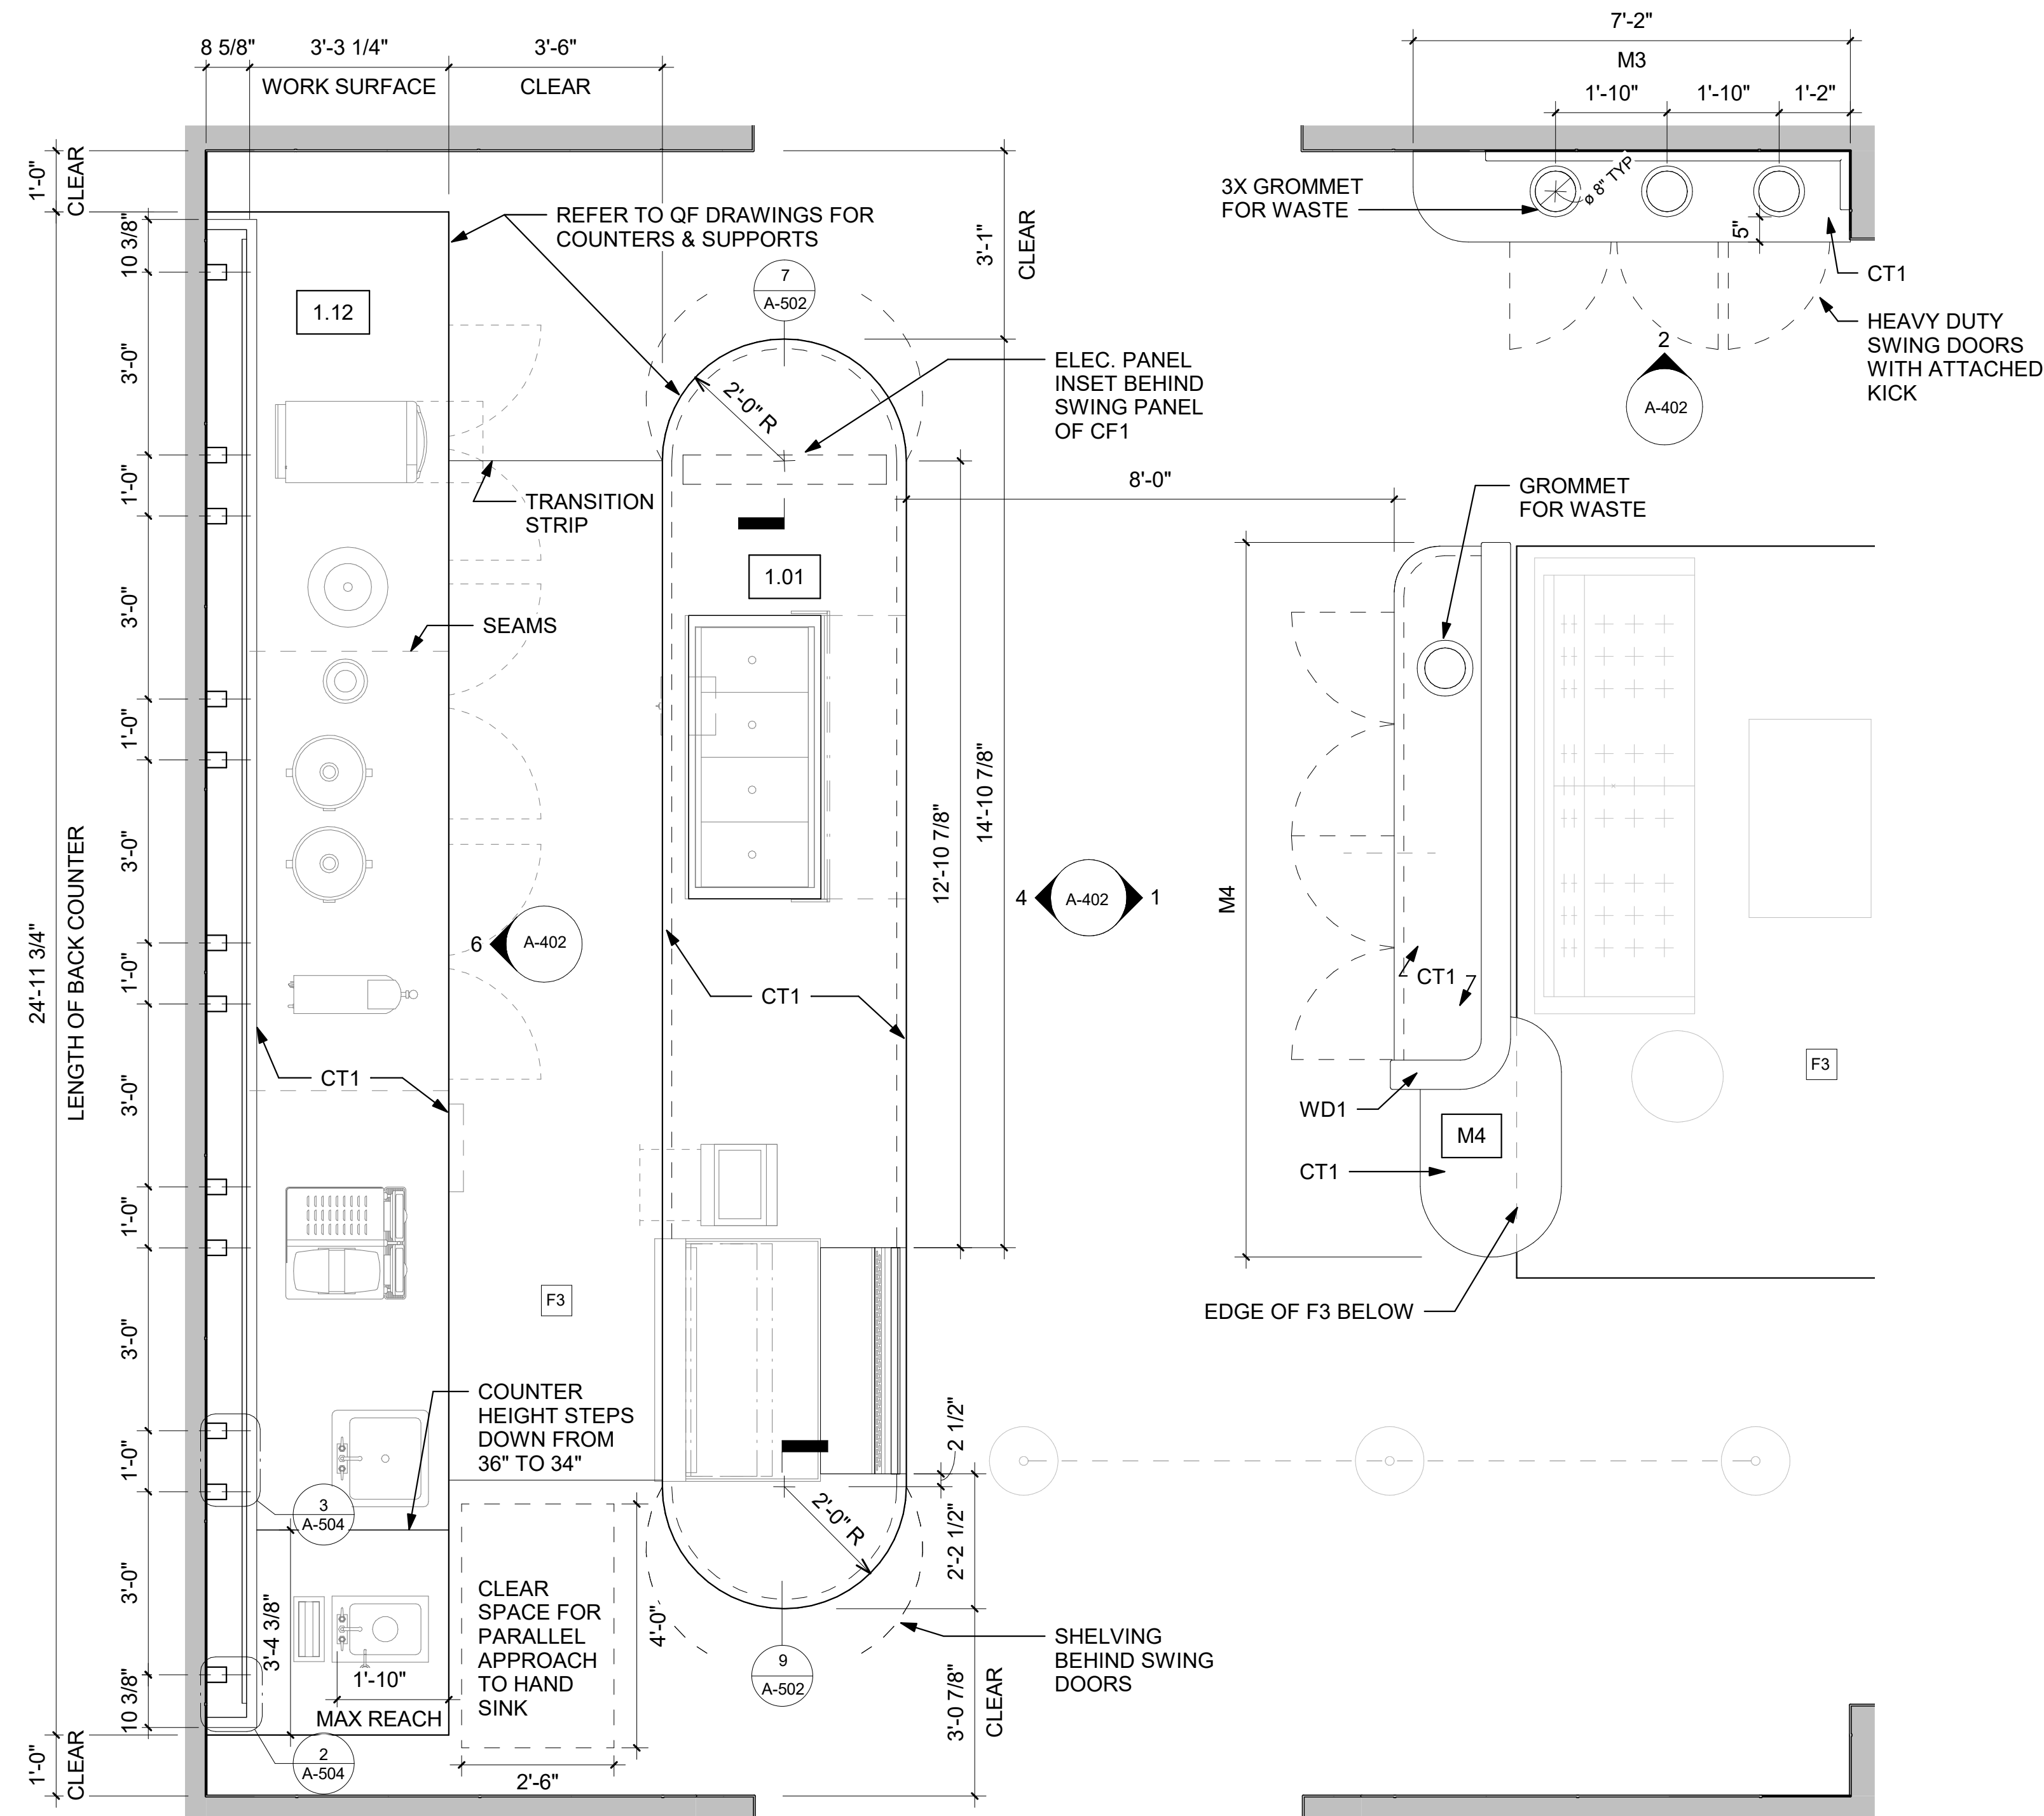 8 5/8"
3'-3 1/4"
3'-6"
WORK SURFACE
CLEAR
7'-2"
M3
1'-10"
1'-10"
1'-2"
1'-0"
CLEAR
10 3/8"
3'-0"
1'-0"
3'-0"
1'-0"
3'-0"
1'-0"
3'-0"
1'-0"
3'-0"
1'-0"
3'-0"
10 3/8"
24'-11 3/4"
LENGTH OF BACK COUNTER
1'-0"
CLEAR
REFER TO QF DRAWINGS FOR
COUNTERS & SUPPORTS
1.12
7
A-502
3'-1"
CLEAR
2'-0" R
ELEC. PANEL
INSET BEHIND
SWING PANEL
OF CF1
TRANSITION
STRIP
1.01
SEAMS
12'-10 7/8"
14'-10 7/8"
8'-0"
3X GROMMET
FOR WASTE
ø 8" TYP
5"
CT1
HEAVY DUTY
SWING DOORS
WITH ATTACHED
KICK
2
A-402
GROMMET
FOR WASTE
M4
4
A-402
1
6
A-402
CT1
CT1
CT1
F3
WD1
M4
CT1
EDGE OF F3 BELOW
F3
COUNTER
HEIGHT STEPS
DOWN FROM
36" TO 34"
3
A-504
3'-4 3/8"
1'-10"
MAX REACH
2
A-504
CLEAR
SPACE FOR
PARALLEL
APPROACH
TO HAND
SINK
4'-0"
2'-6"
2'-0" R
2 1/2"
2'-2 1/2"
3'-0 7/8"
CLEAR
9
A-502
SHELVING
BEHIND SWING
DOORS